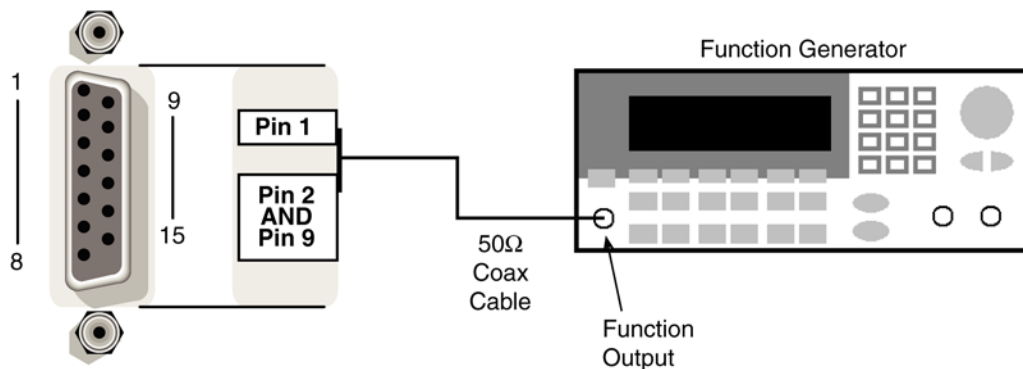 Function Generator
1
9
Pin 1
Pin 2
AND
Pin 9
15
8
50Ω
Coax
Cable
Function
Output